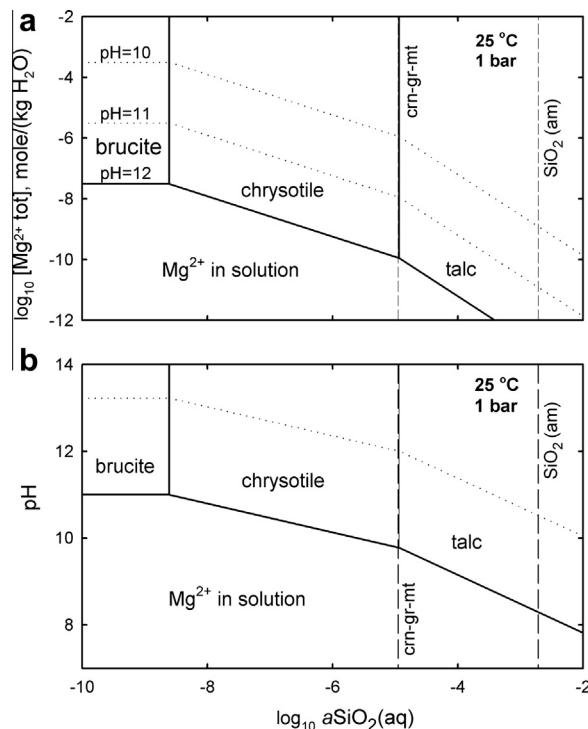 a
-2
-4
-6
-8
-10
-12
log₁₀ [Mg²⁺ tot], mole/(kg H₂O)
pH=10
pH=11
brucite
pH=12
chrysotile
Mg²⁺ in solution
talc
25 °C
1 bar
crn-gr-mt
SiO₂ (am)
b
14
12
10
8
pH
brucite
chrysotile
Mg²⁺ in solution
talc
25 °C
1 bar
crn-gr-mt
SiO₂ (am)
-10
-8
-6
-4
-2
log₁₀ aSiO₂(aq)